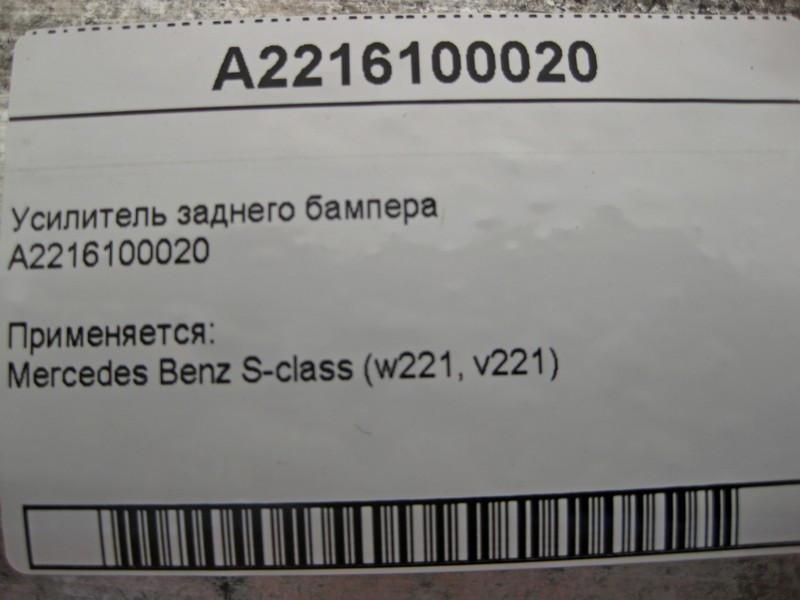 A2216100020
Усилитель заднего бампера
A2216100020
Применяется:
Mercedes Benz S-class (w221, v221)